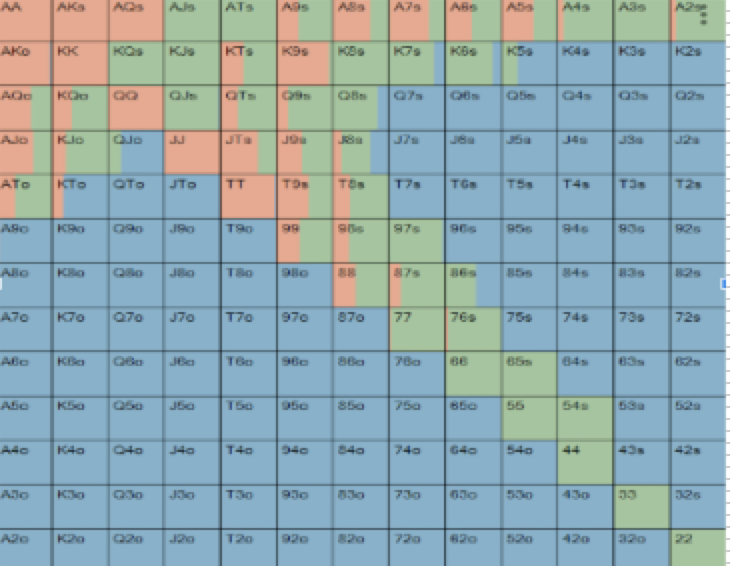 AA AKs AQs AJs ATs A9s A8s A7s A6s A5s A4s A3s A2s
AKo KK KQs KJs KTs K9s K8s K7s K6s K5s K4s K3s K2s
AQo KQo QQ QJs QTs Q9s Q8s Q7s Q6s Q5s Q4s Q3s Q2s
AJo KJo QJo JJ JTs J9s J8s J7s J6s J5s J4s J3s J2s
ATo KTo QTo JTo TT T9s T8s T7s T6s T5s T4s T3s T2s
A9o K9o Q9o J9o T9o 99 98s 97s 96s 95s 94s 93s 92s
A8o K8o Q8o J8o T8o 98o 88 87s 86s 85s 84s 83s 82s
A7o K7o Q7o J7o T7o 97o 87o 77 76s 75s 74s 73s 72s
A6o K6o Q6o J6o T6o 96o 86o 76o 66 65s 64s 63s 62s
A5o K5o Q5o J5o T5o 95o 85o 75o 65o 55 54s 53s 52s
A4o K4o Q4o J4o T4o 94o 84o 74o 64o 54o 44 43s 42s
A3o K3o Q3o J3o T3o 93o 83o 73o 63o 53o 43o 33 32s
A2o K2o Q2o J2o T2o 92o 82o 72o 62o 52o 42o 32o 22